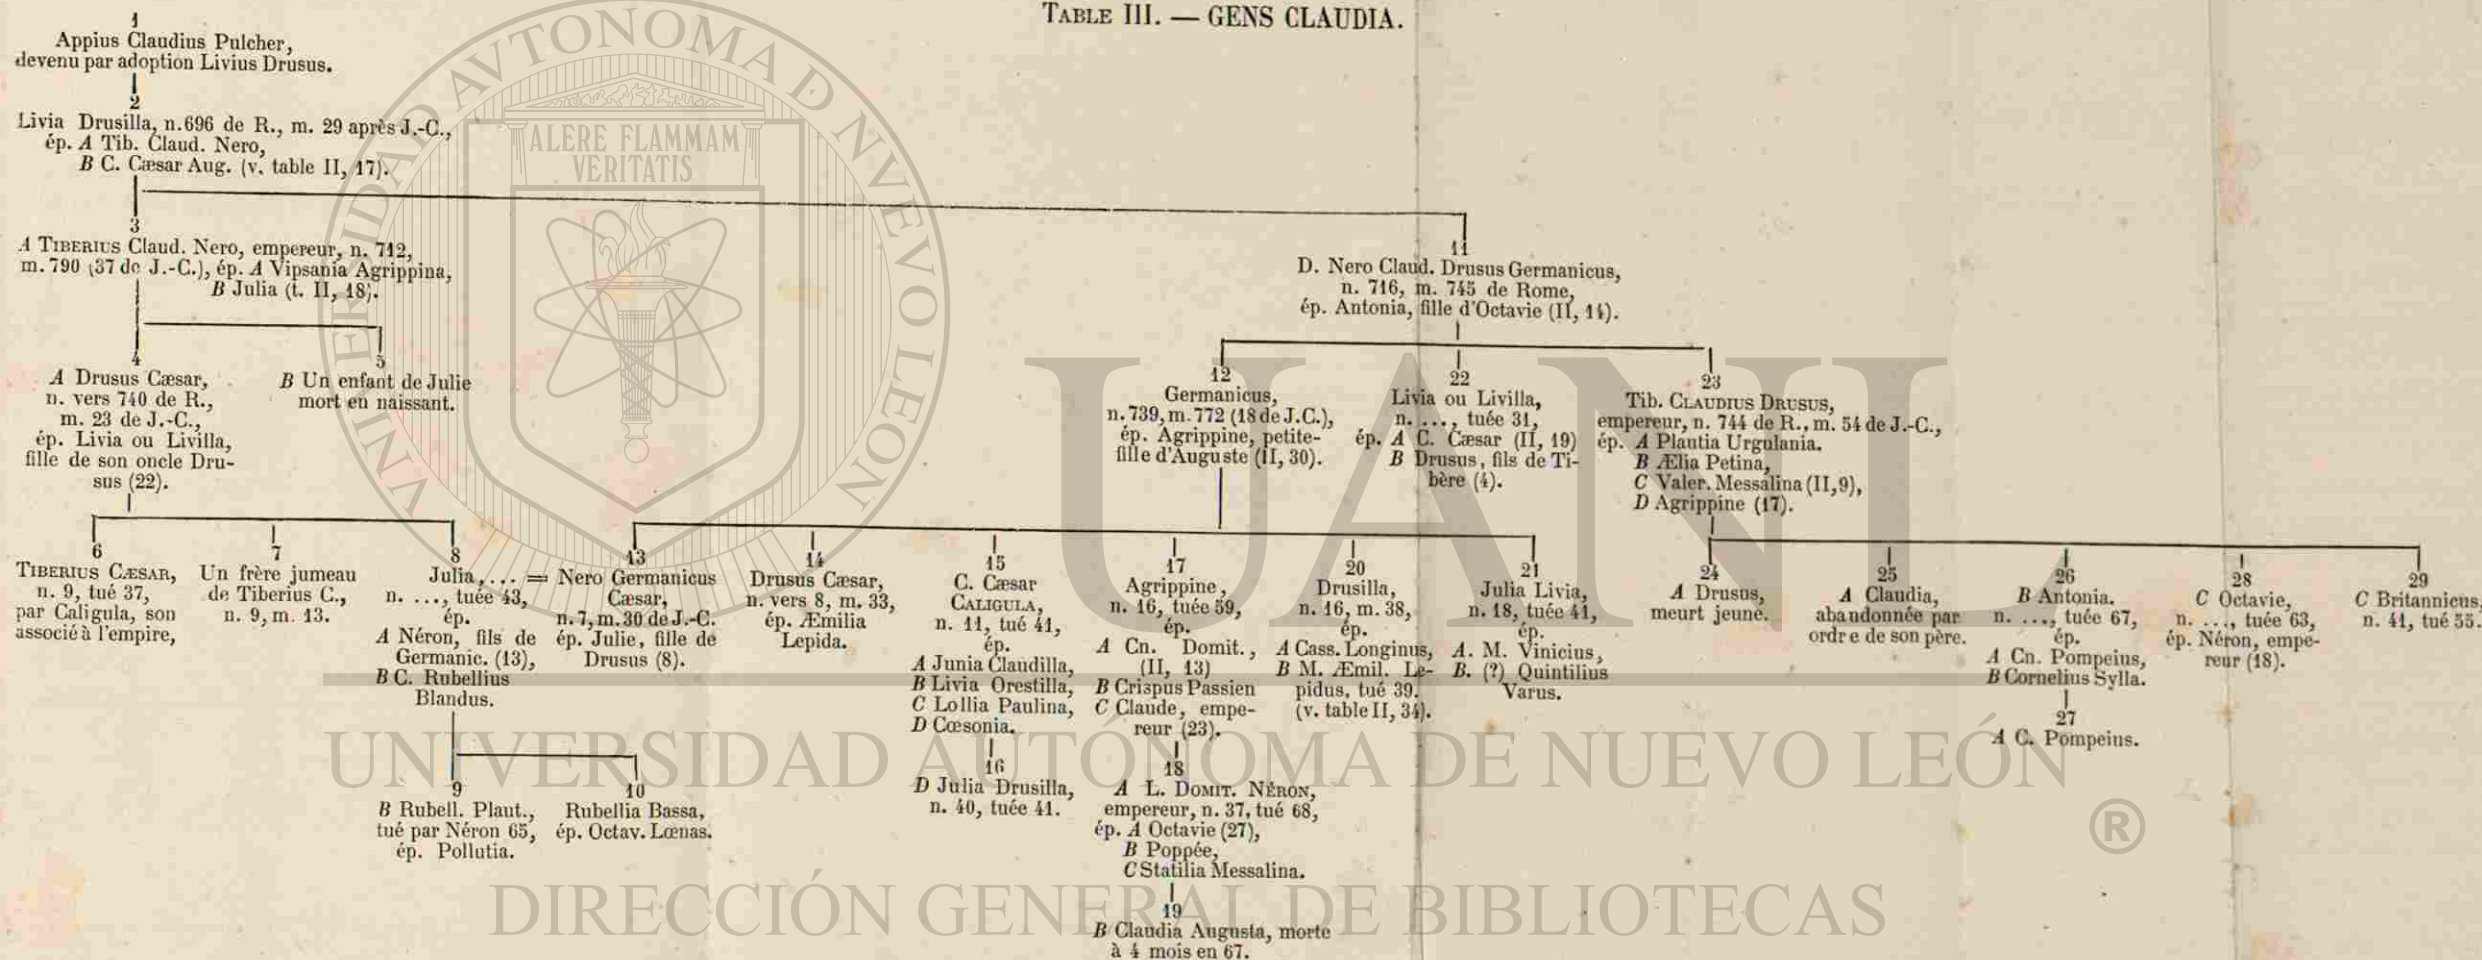 TABLE III. — GENS CLAUDIA.
1
Appius Claudius Pulcher,
devenu par adoption Livius Drusus.
2
Livia Drusilla, n.696 de R., m. 29 après J.-C.,
ép. A Tib. Claud. Nero,
B C. Cæsar Aug. (v. table II, 17).
3
A TIBERIUS Claud. Nero, empereur, n. 712,
m. 790 (37 de J.-C.), ép. A Vipsania Agrippina,
B Julia (t. II, 18).
4
A Drusus Cæsar,
n. vers 740 de R.,
m. 23 de J.-C.,
ép. Livia ou Livilla,
fille de son oncle Dru-
sus (22).
5
B Un enfant de Julie
mort en naissant.
6
TIBERIUS CÆSAR,
n. 9, tué 37,
par Caligula, son
associé à l'empire,
7
Un frère jumeau
de Tiberius C.,
n. 9, m. 13.
8
Julia, ... =
n. ..., tuée 43,
ép.
A Néron, fils de
Germanic. (13),
B C. Rubellius
Blandus.
9
B Rubell. Plaut.,
tué par Néron 65,
ép. Pollutia.
10
Rubellia Bassa,
ép. Octav. Lœnas.
11
D. Nero Claud. Drusus Germanicus,
n. 716, m. 745 de Rome,
ép. Antonia, fille d'Octavie (II, 14).
12
Germanicus,
n. 739, m. 772 (18 de J.C.),
ép. Agrippine, petite-
fille d'Auguste (II, 30).
22
Livia ou Livilla,
n. ..., tuée 31,
ép. A C. Cæsar (II, 19)
B Drusus, fils de Ti-
bère (4).
23
Tib. CLAUDIUS DRUSUS,
empereur, n. 744 de R., m. 54 de J.-C.,
ép. A Plantia Urgulania.
B Ælia Petina,
C Valer. Messalina (II,9),
D Agrippine (17).
13
Nero Germanicus
Cæsar,
n. 7, m. 30 de J.-C.
ép. Julie, fille de
Drusus (8).
14
Drusus Cæsar,
n. vers 8, m. 33,
ép. Æmilia
Lepida.
15
C. Cæsar
CALIGULA,
n. 11, tué 41,
ép.
A Junia Claudilla,
B Livia Orestilla,
C Lollia Paulina,
D Cœsonia.
16
D Julia Drusilla,
n. 40, tuée 41.
17
Agrippine,
n. 16, tuée 59,
ép.
A Cn. Domit.,
(II, 13)
B Crispus Passien
C Claude, empe-
reur (23).
18
A L. DOMIT. NÉRON,
empereur, n. 37, tué 68,
ép. A Octavie (27),
B Poppée,
C Statilia Messalina.
19
B Claudia Augusta, morte
à 4 mois en 67.
20
Drusilla,
n. 16, m. 38,
ép.
A Cass. Longinus,
B M. Æmil. Le-
pidus, tué 39.
(v. table II, 34).
21
Julia Livia,
n. 18, tuée 41,
ép.
A. M. Vinicius,
B. (?) Quintilius
Varus.
24
A Drusus,
meurt jeune.
25
A Claudia,
abandonnée par
ordre de son père.
26
B Antonia.
n. ..., tuée 67,
ép.
A Cn. Pompeius,
B Cornelius Sylla.
27
A C. Pompeius.
28
C Octavie,
n. ..., tuée 63,
ép. Néron, empe-
reur (18).
29
C Britannicus,
n. 41, tué 55.
UNIVERSIDAD AUTONOMA DE NUEVO LEON
ALERE FLAMMAM
VERITATIS
UANL
UNIVERSIDAD AUTÓNOMA DE NUEVO LEÓN
®
DIRECCIÓN GENERAL DE BIBLIOTECAS